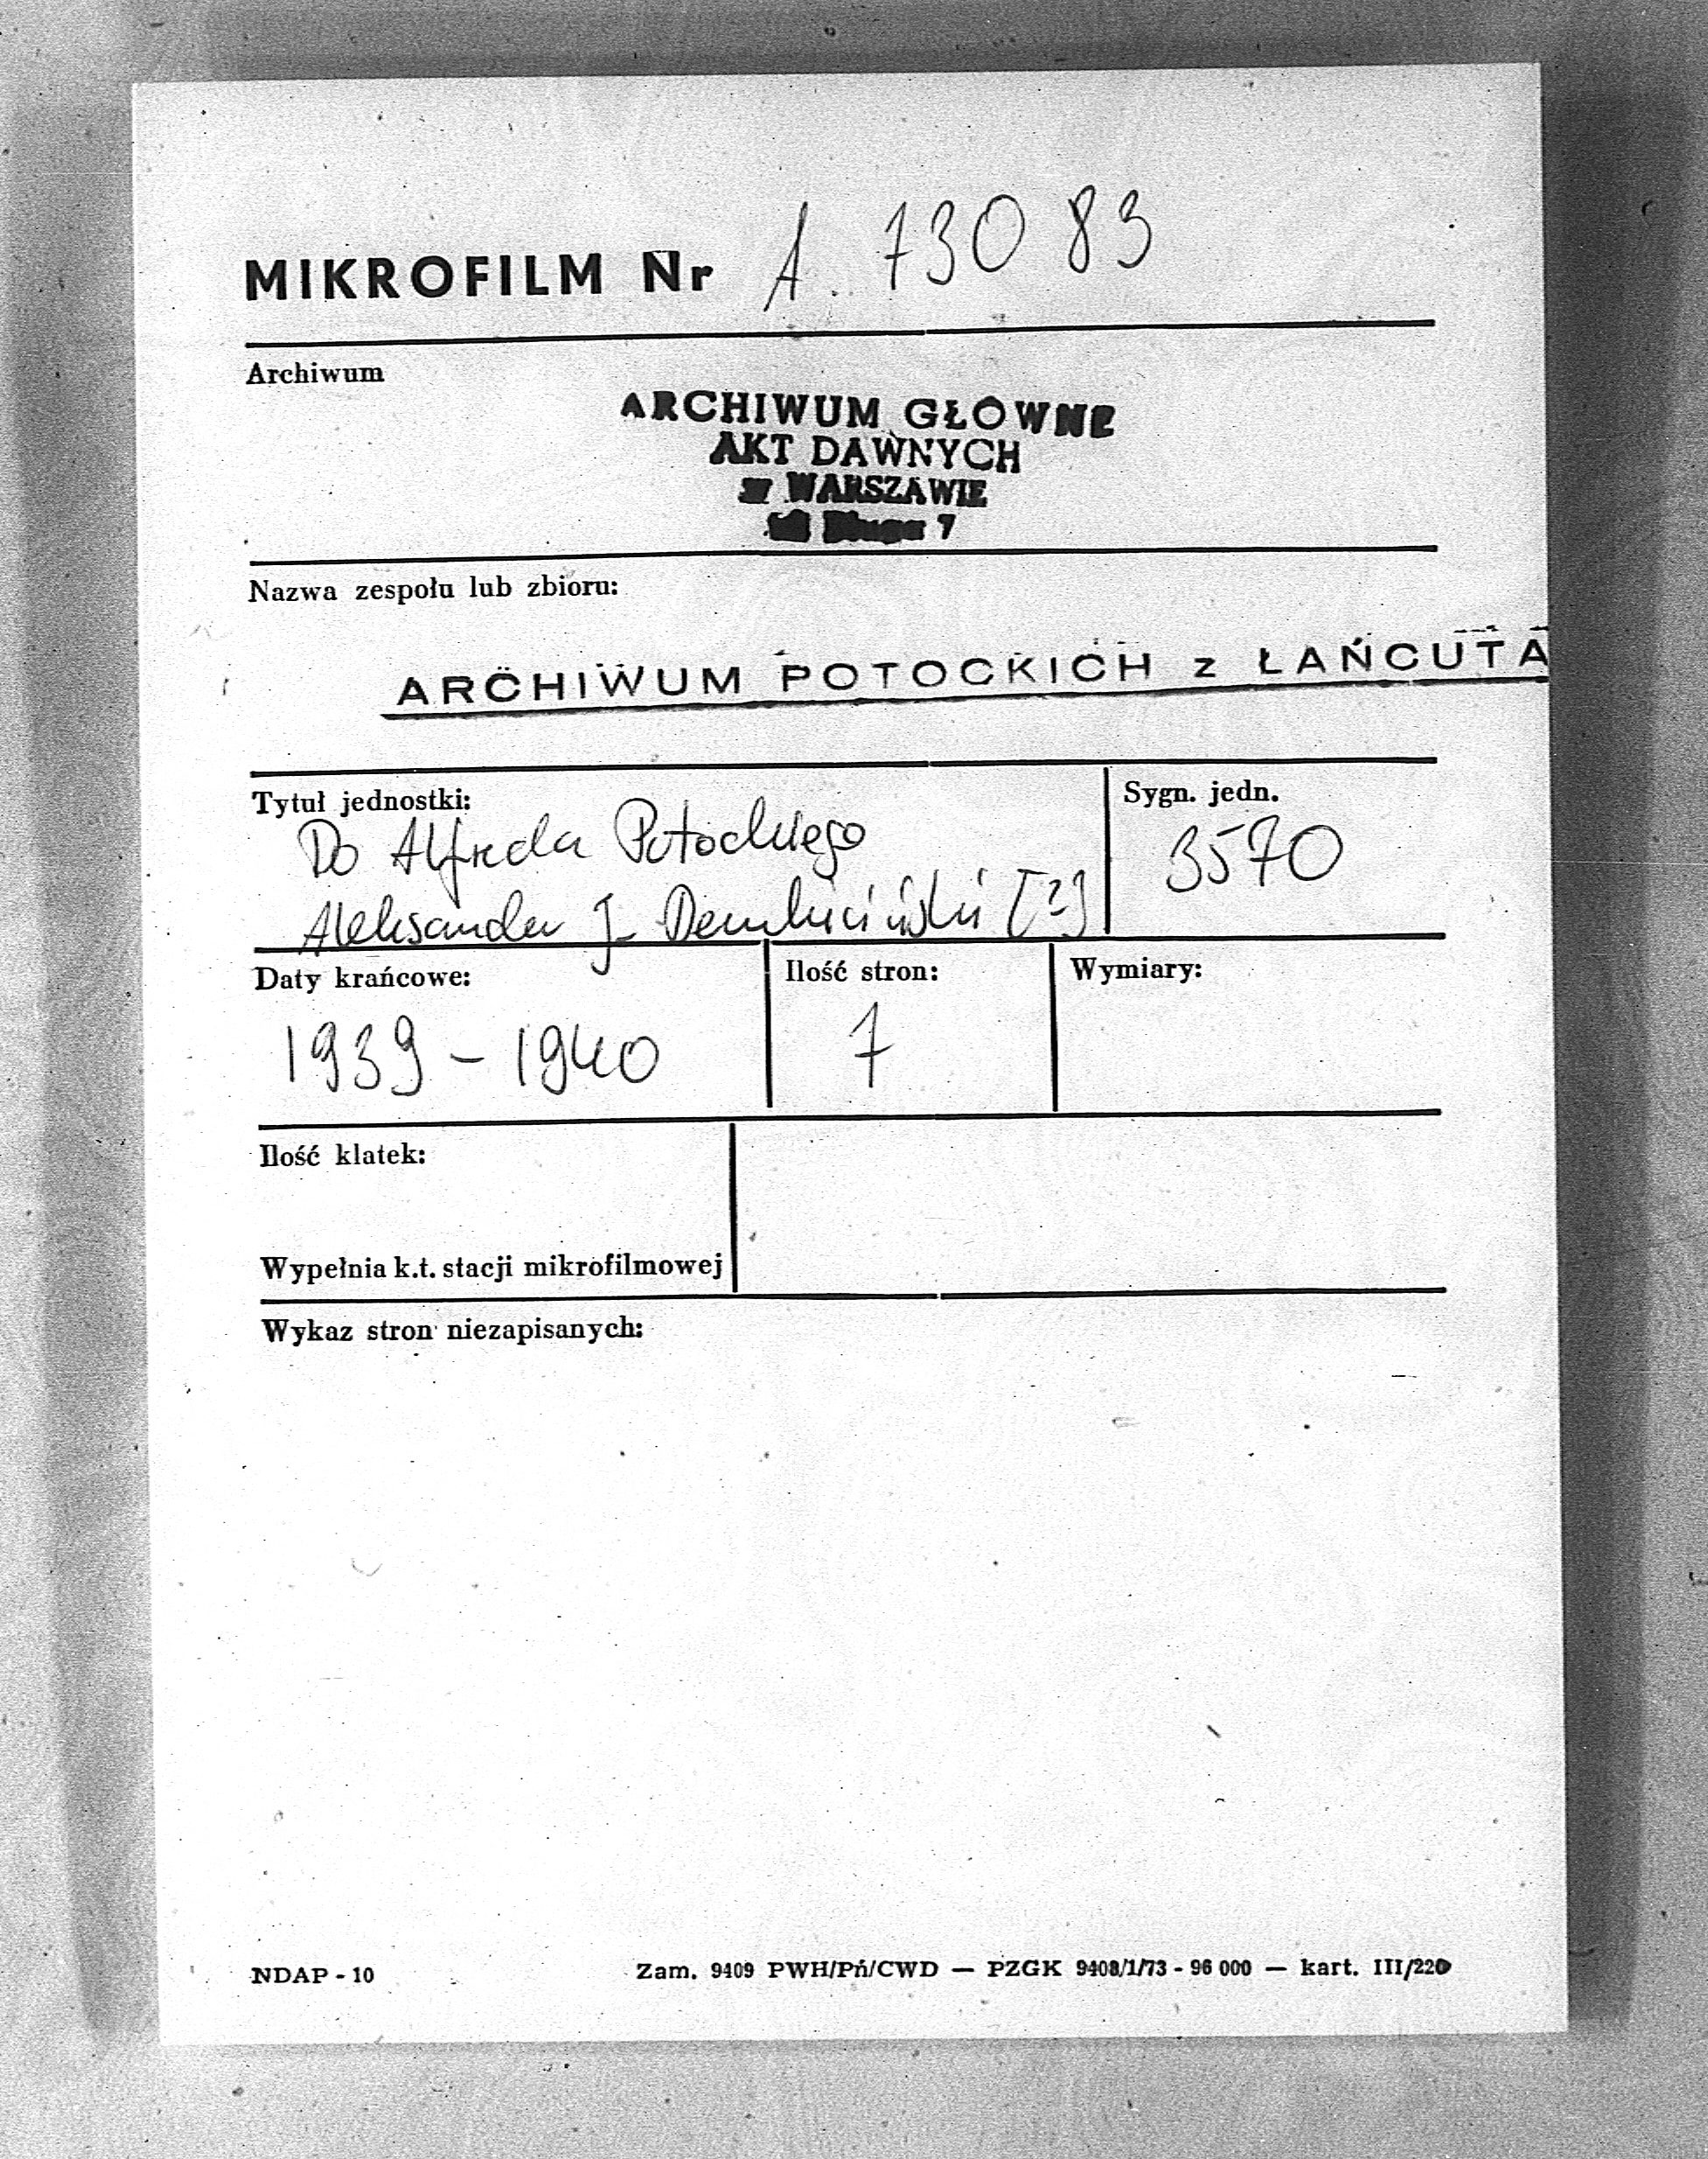 MIKROFILM Nr A. 73083
Archiwum
ARCHIWUM GŁÓWNE
AKT DAWNYCH
w WARSZAWIE
ul Długa 7
Nazwa zespołu lub zbioru:
ARCHIWUM POTOCKICH z ŁAŃCUTA
Tytuł jednostki:
Sygn. jedn.
Do Alfreda Potockiego
3570
Aleksander J. [?]
Daty krańcowe:
Ilość stron:
Wymiary:
1939 - 1940
7
Ilość klatek:
Wypełnia k.t. stacji mikrofilmowej
Wykaz stron niezapisanych:
NDAP - 10
Zam. 9409 PWH/Pń/CWD — PZGK 9408/1/73 - 96 000 — kart. III/220